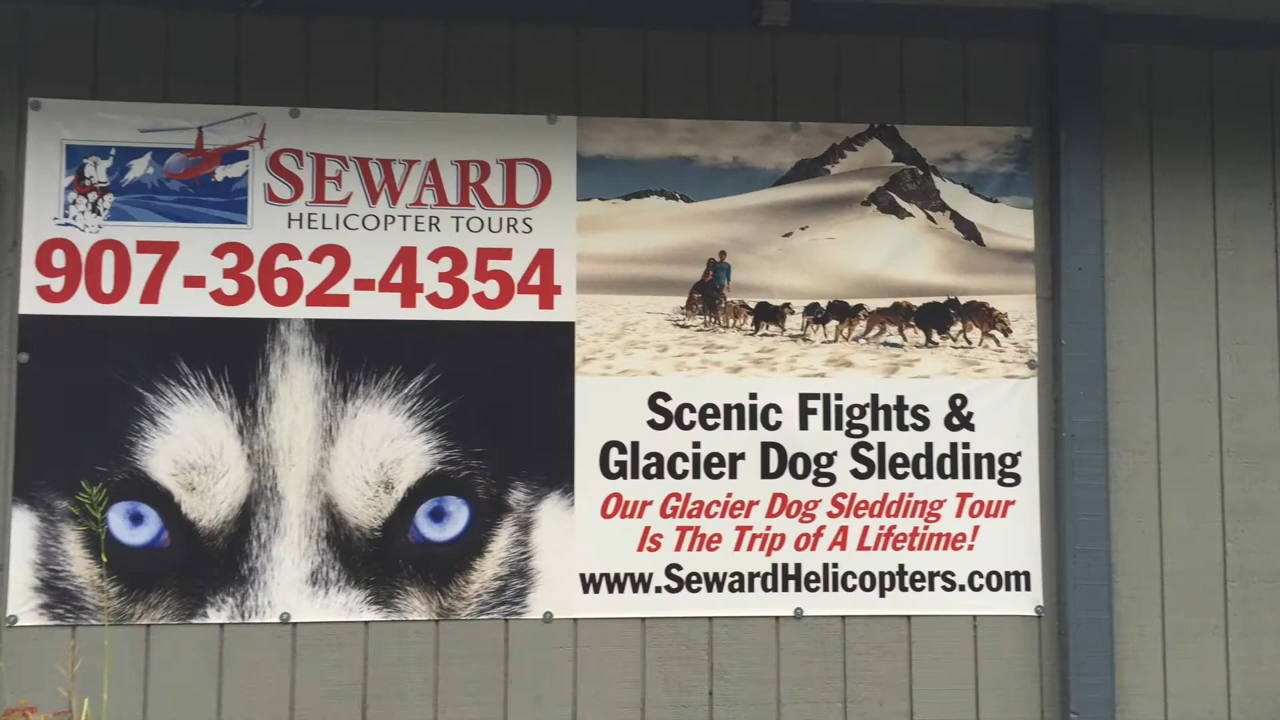 SEWARD
HELICOPTER TOURS
907-362-4354
Scenic Flights &
Glacier Dog Sledding
Our Glacier Dog Sledding Tour
Is The Trip of A Lifetime!
www.SewardHelicopters.com